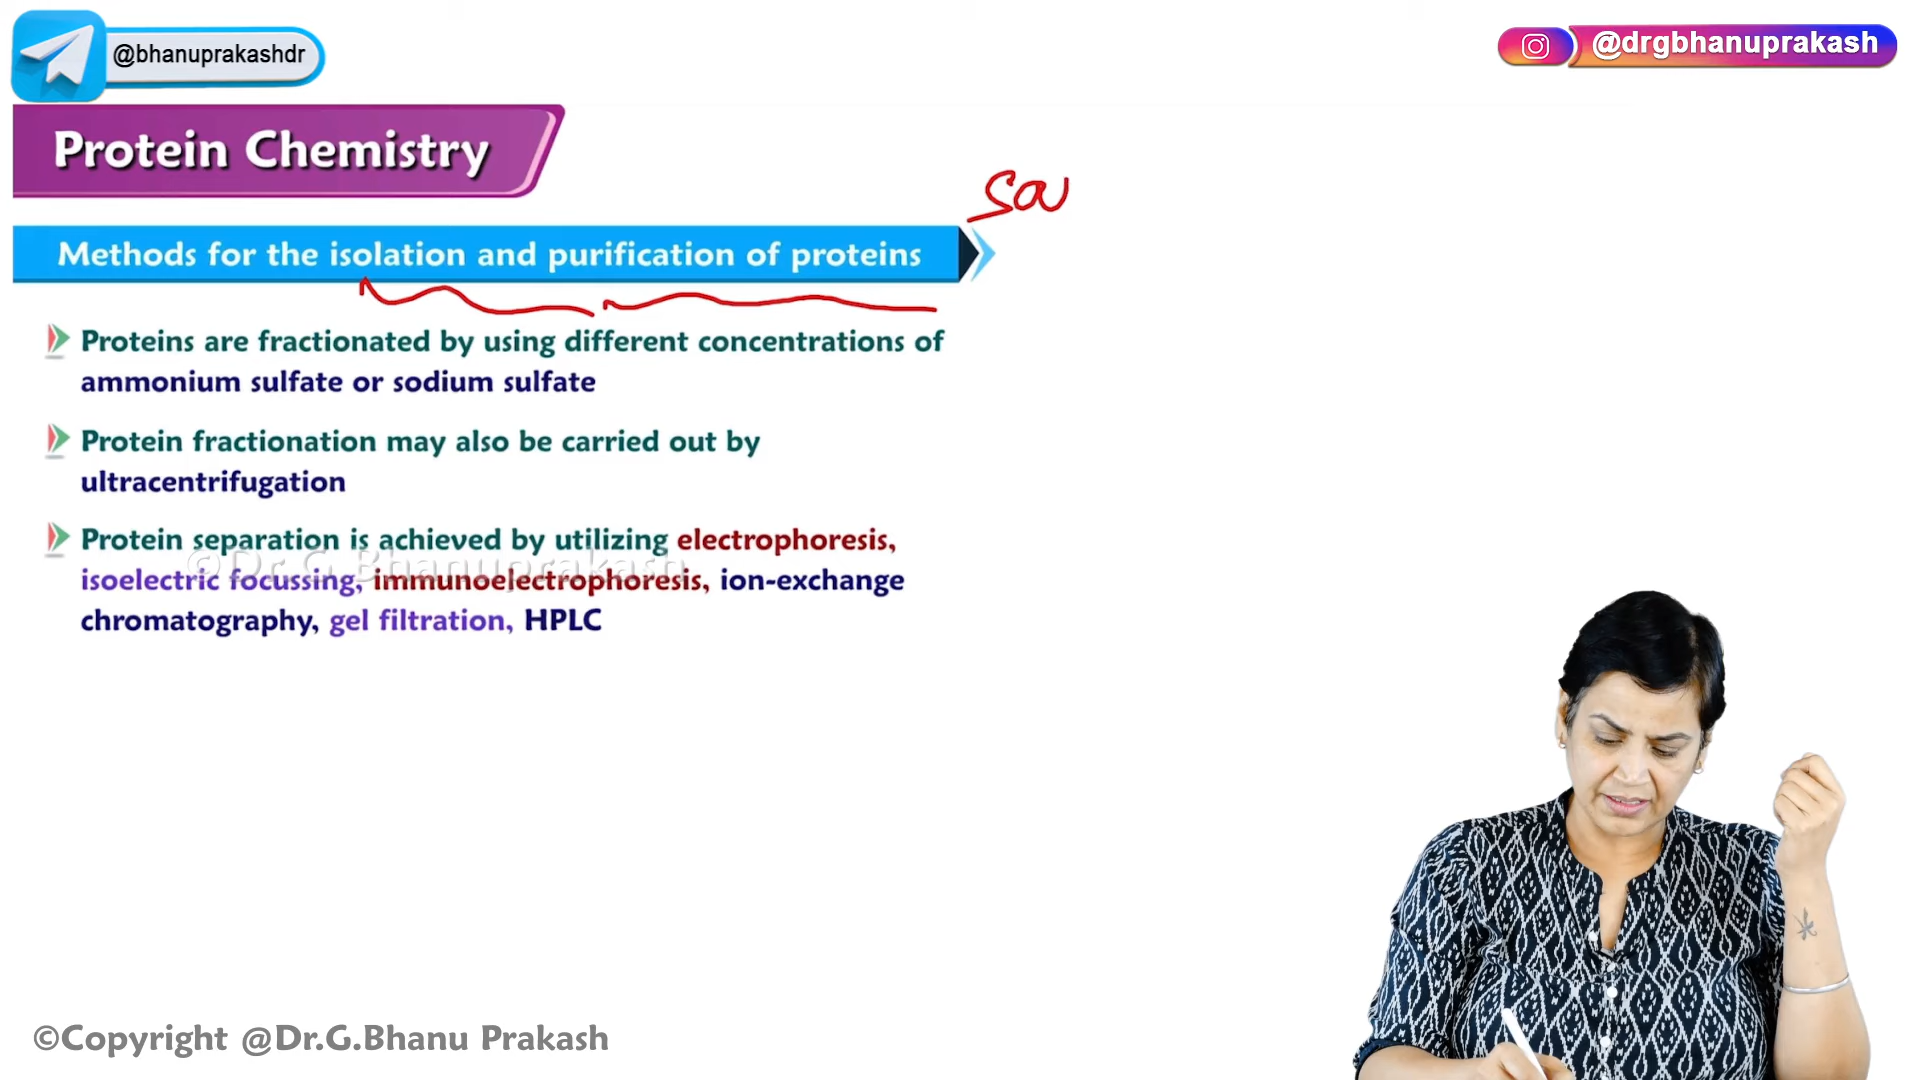 @bhanuprakashdr
@drgbhanuprakash
Protein Chemistry
Methods for the isolation and purification of proteins
Proteins are fractionated by using different concentrations of
ammonium sulfate or sodium sulfate
Protein fractionation may also be carried out by
ultracentrifugation
Protein separation is achieved by utilizing electrophoresis,
isoelectric focussing, immunoelectrophoresis, ion-exchange
chromatography, gel filtration, HPLC
©Dr.G.Bhanuprakash
©Copyright @Dr.G.Bhanu Prakash